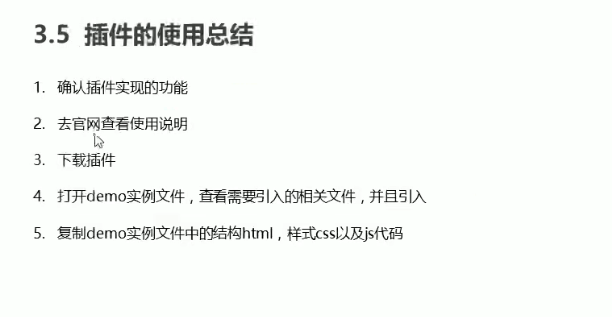 3.5 插件的使用总结
1. 确认插件实现的功能
2. 去官网查看使用说明
3. 下载插件
4. 打开demo实例文件，查看需要引入的相关文件，并且引入
5. 复制demo实例文件中的结构html，样式css以及js代码